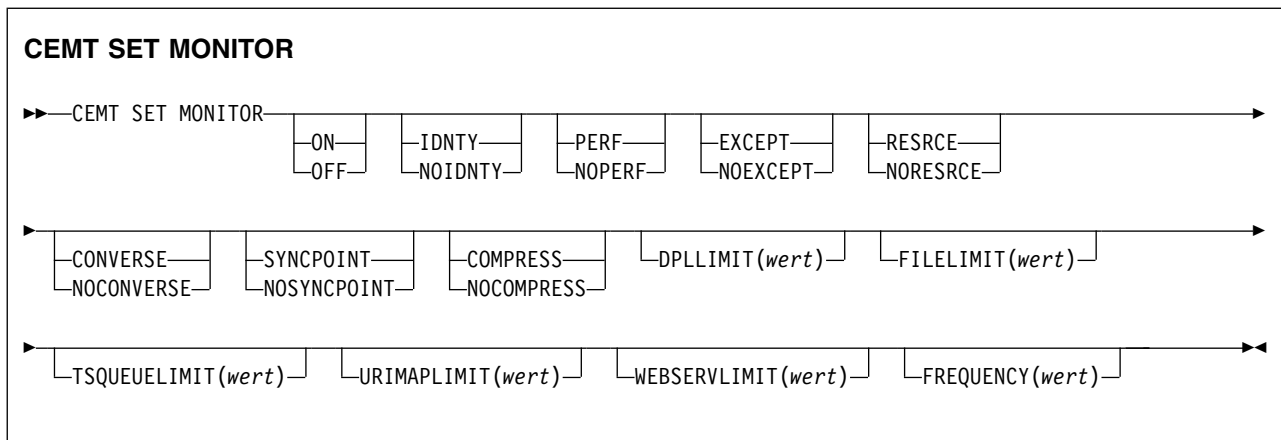 CEMT SET MONITOR
CEMT SET MONITOR
ON IDNTY PERF EXCEPT RESRCE
OFF NOIDNTY NOPERF NOEXCEPT NORESRCE
CONVERSE SYNCPOINT COMPRESS DPLLIMIT(wert) FILELIMIT(wert)
NOCONVERSE NOSYNCPOINT NOCOMPRESS
TSQUEUELIMIT(wert) URIMAPLIMIT(wert) WEBSERVLIMIT(wert) FREQUENCY(wert)